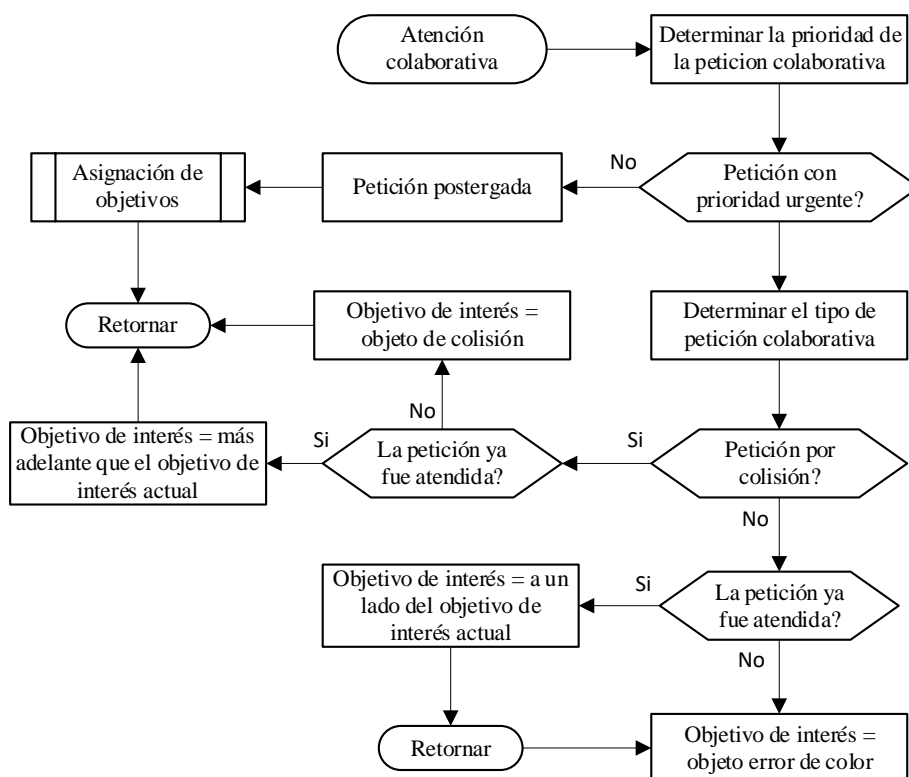 Atención
colaborativa
Determinar la prioridad de
la peticion colaborativa
No
Petición con
prioridad urgente?
Petición postergada
Asignación de
objetivos
Determinar el tipo de
petición colaborativa
Objetivo de interés =
objeto de colisión
Retornar
No
Si
Petición por
colisión?
La petición ya
fue atendida?
Si
Objetivo de interés = más
adelante que el objetivo de
interés actual
No
La petición ya
fue atendida?
Si
Objetivo de interés = a un
lado del objetivo de
interés actual
No
Retornar
Objetivo de interés =
objeto error de color